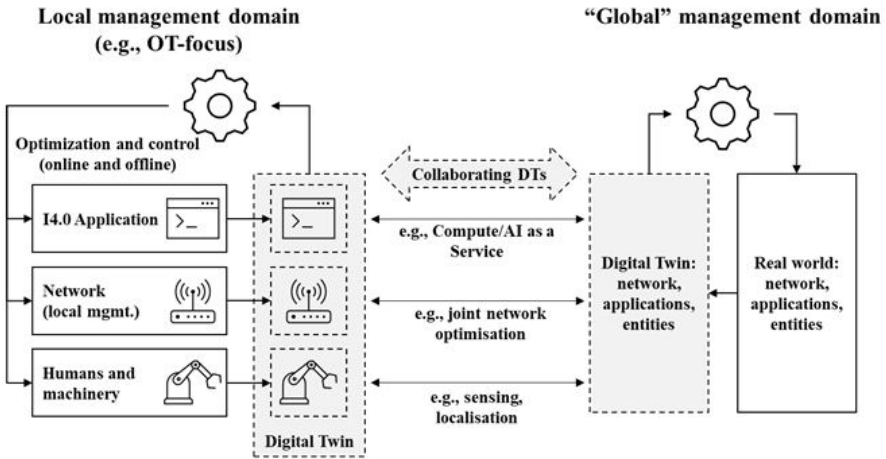 Local management domain
(e.g., OT-focus)
“Global” management domain
Optimization and control
(online and offline)
I4.0 Application
>_
>_
Network
(local mgmt.)
Humans and
machinery
Digital Twin
Collaborating DTs
e.g., Compute/AI as a
Service
e.g., joint network
optimisation
e.g., sensing,
localisation
Digital Twin:
network,
applications,
entities
Real world:
network,
applications,
entities